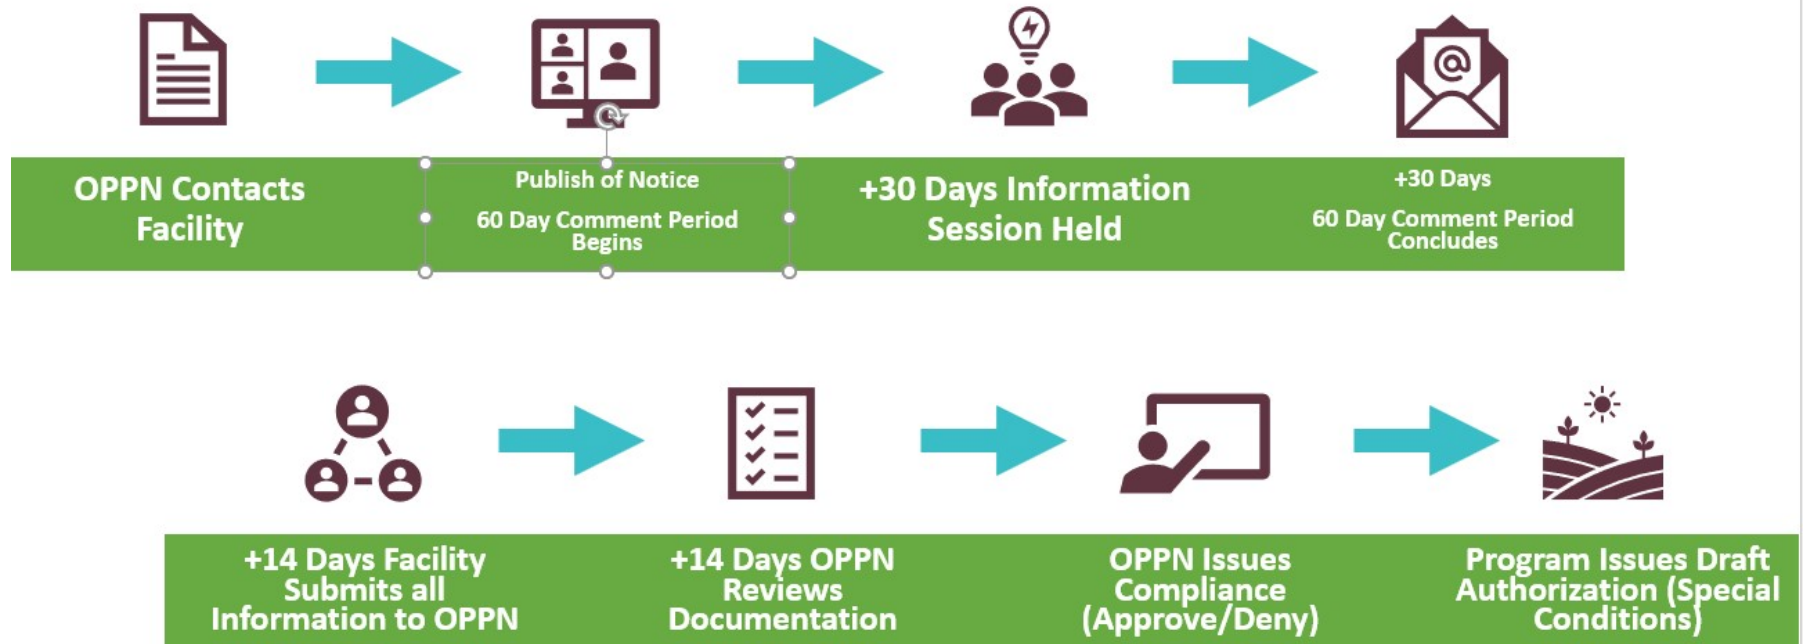 OPPN Contacts
Facility
Publish of Notice
60 Day Comment Period
Begins
+30 Days Information
Session Held
+30 Days
60 Day Comment Period
Concludes
+14 Days Facility
Submits all
Information to OPPN
+14 Days OPPN
Reviews
Documentation
OPPN Issues
Compliance
(Approve/Deny)
Program Issues Draft
Authorization (Special
Conditions)